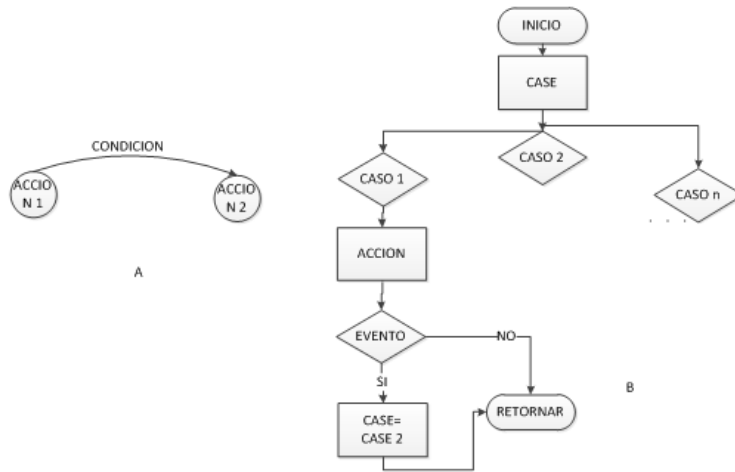 INICIO
CASE
CONDICION
ACCIO
N 1
ACCIO
N 2
CASO 1
CASO 2
CASO n
. . . .
A
ACCION
EVENTO
NO
SI
CASE=
CASE 2
RETORNAR
B